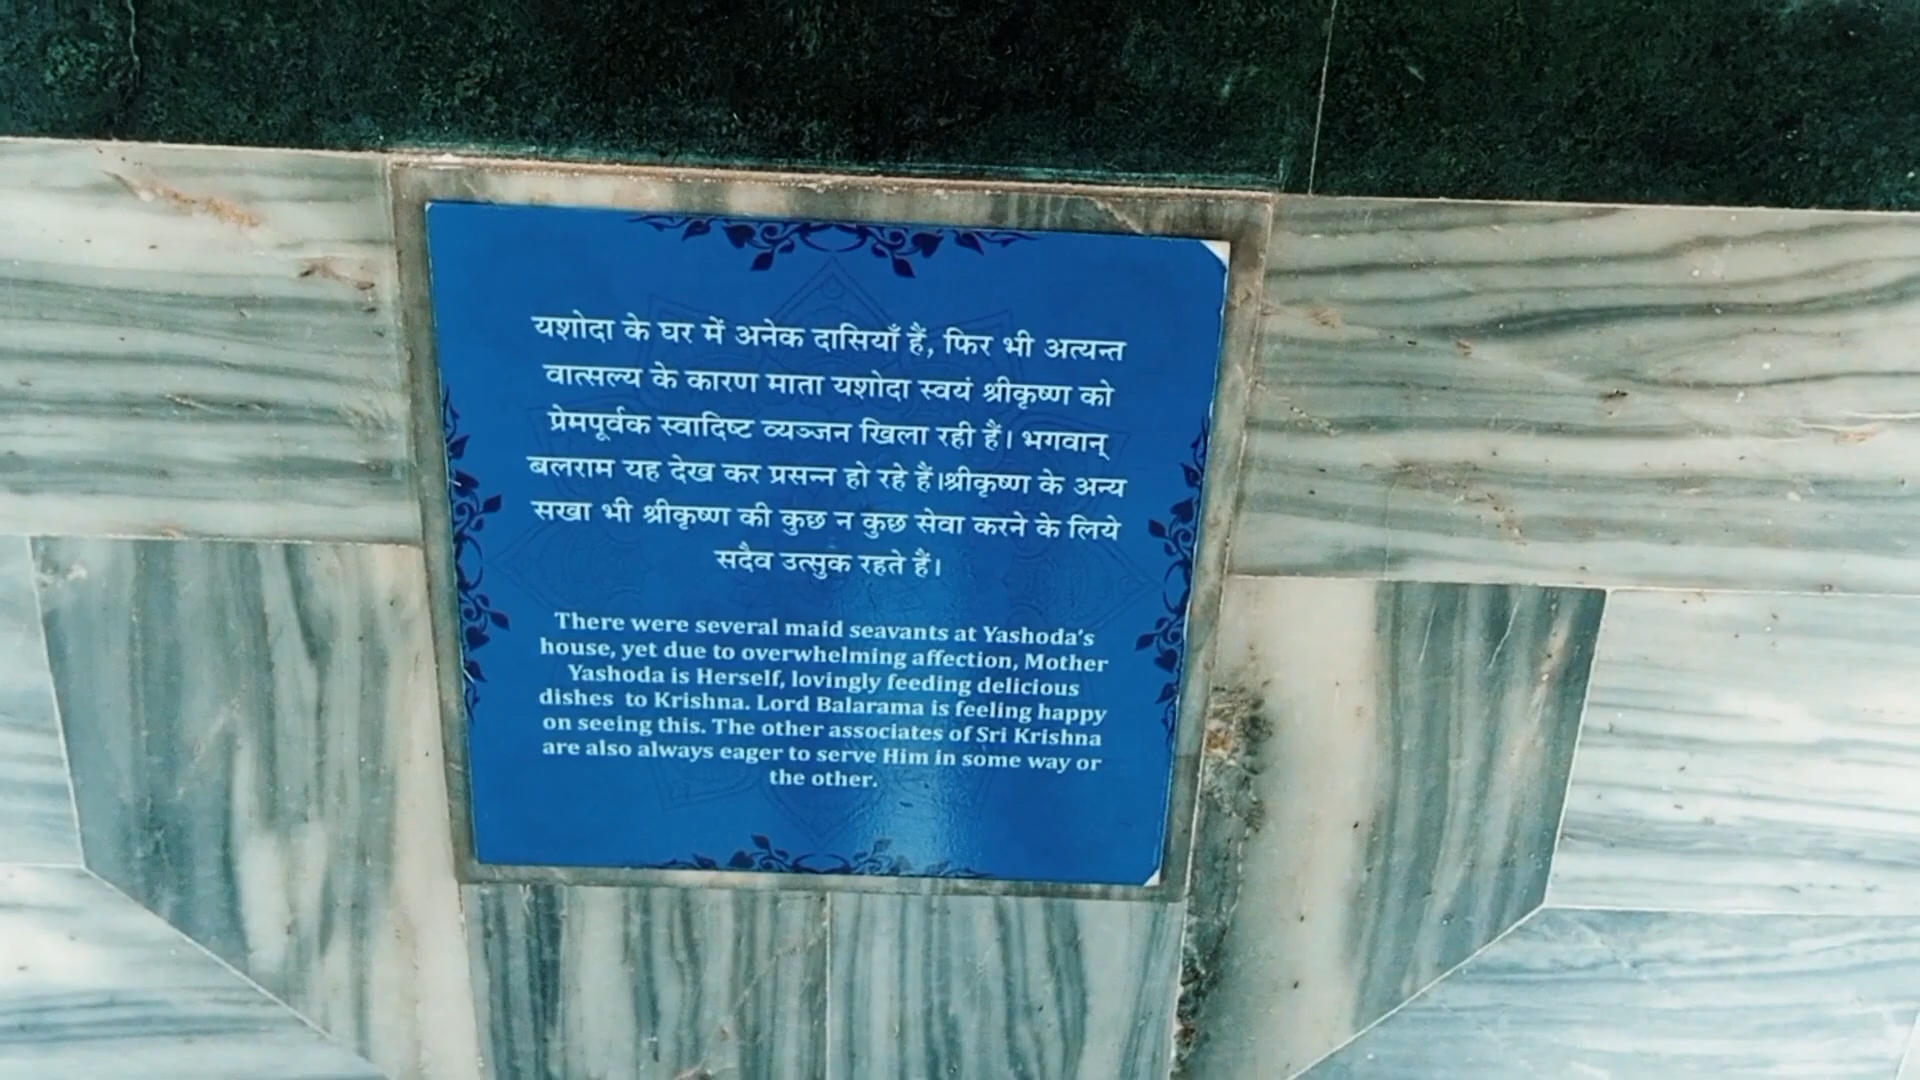 यशोदा के घर में अनेक दासियाँ हैं, फिर भी अत्यन्त
वात्सल्य के कारण माता यशोदा स्वयं श्रीकृष्ण को
प्रेमपूर्वक स्वादिष्ट व्यञ्जन खिला रही हैं। भगवान्
बलराम यह देख कर प्रसन्न हो रहे हैं।श्रीकृष्ण के अन्य
सखा भी श्रीकृष्ण की कुछ न कुछ सेवा करने के लिये
सदैव उत्सुक रहते हैं।
There were several maid seavants at Yashoda's
house, yet due to overwhelming affection, Mother
Yashoda is Herself, lovingly feeding delicious
dishes to Krishna. Lord Balarama is feeling happy
on seeing this. The other associates of Sri Krishna
are also always eager to serve Him in some way or
the other.